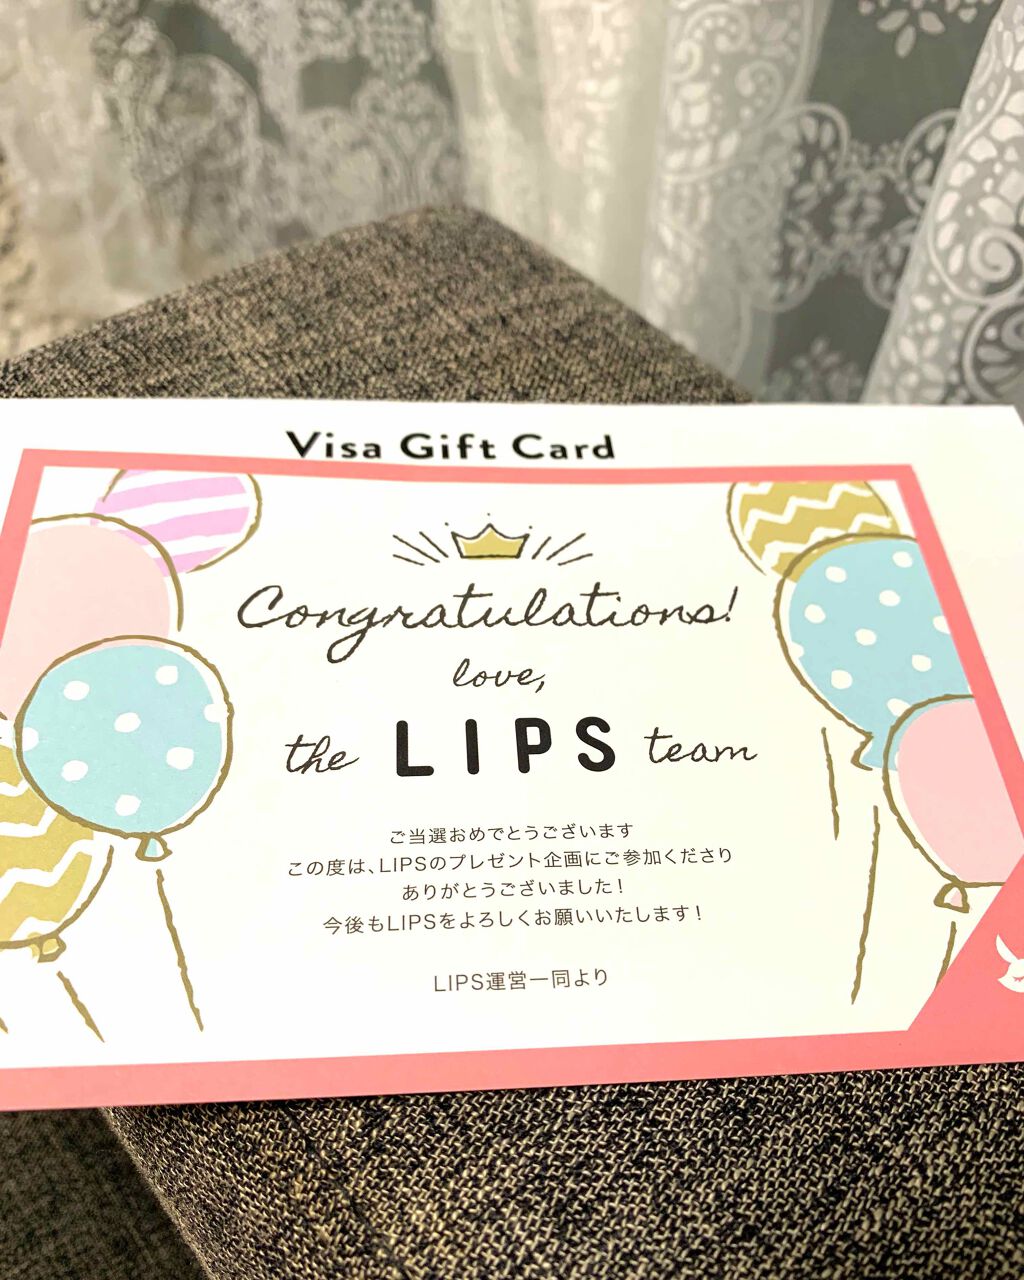 Visa Gift Card
Congratulations!
love,
the LIPS team
ご当選おめでとうございます
この度は、LIPSのプレゼント企画にご参加くださり
ありがとうございました！
今後もLIPSをよろしくお願いいたします！
LIPS運営一同より